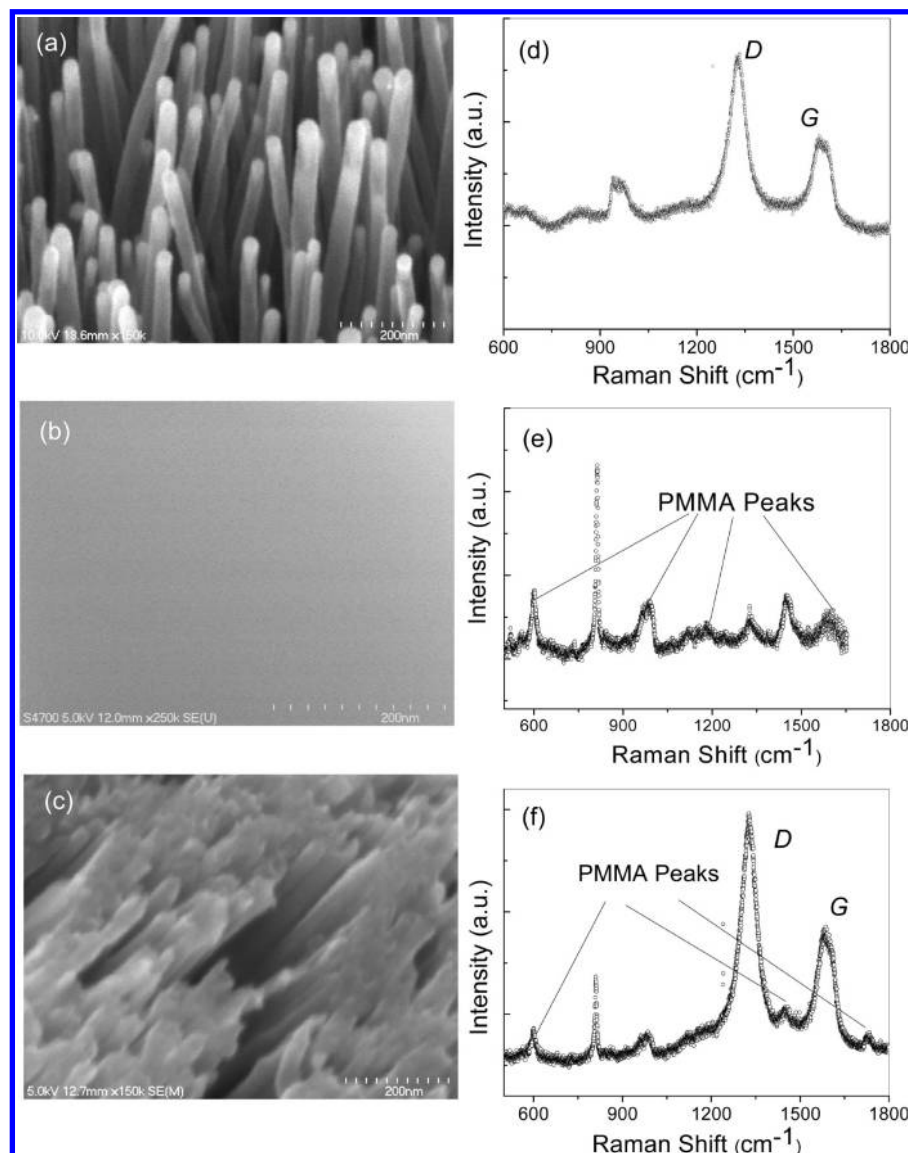 (a)
10.0kV 18.6mm x150k
200nm
(d)
D
G
Intensity (a.u.)
600 900 1200 1500 1800
Raman Shift (cm-1)
(b)
S4700 5.0kV 12.0mm x250k SE(U)
200nm
(e)
PMMA Peaks
Intensity (a.u.)
600 900 1200 1500 1800
Raman Shift (cm-1)
(c)
5.0kV 12.7mm x150k SE(M)
200nm
(f)
D
PMMA Peaks
G
Intensity (a.u.)
600 900 1200 1500 1800
Raman Shift (cm-1)